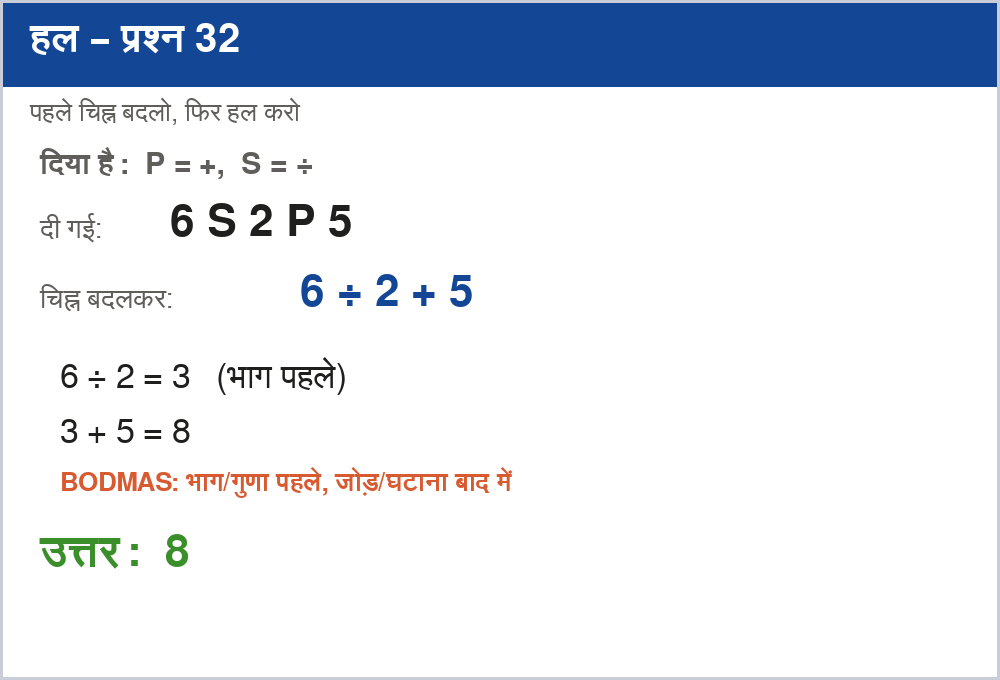 हल – प्रश्न 32
पहले चिह्न बदलो, फिर हल करो
दिया है : P = +, S = ÷
दी गई: 6 S 2 P 5
चिह्न बदलकर: 6 ÷ 2 + 5
6 ÷ 2 = 3 (भाग पहले)
3 + 5 = 8
BODMAS: भाग/गुणा पहले, जोड़/घटाना बाद में
उत्तर : 8